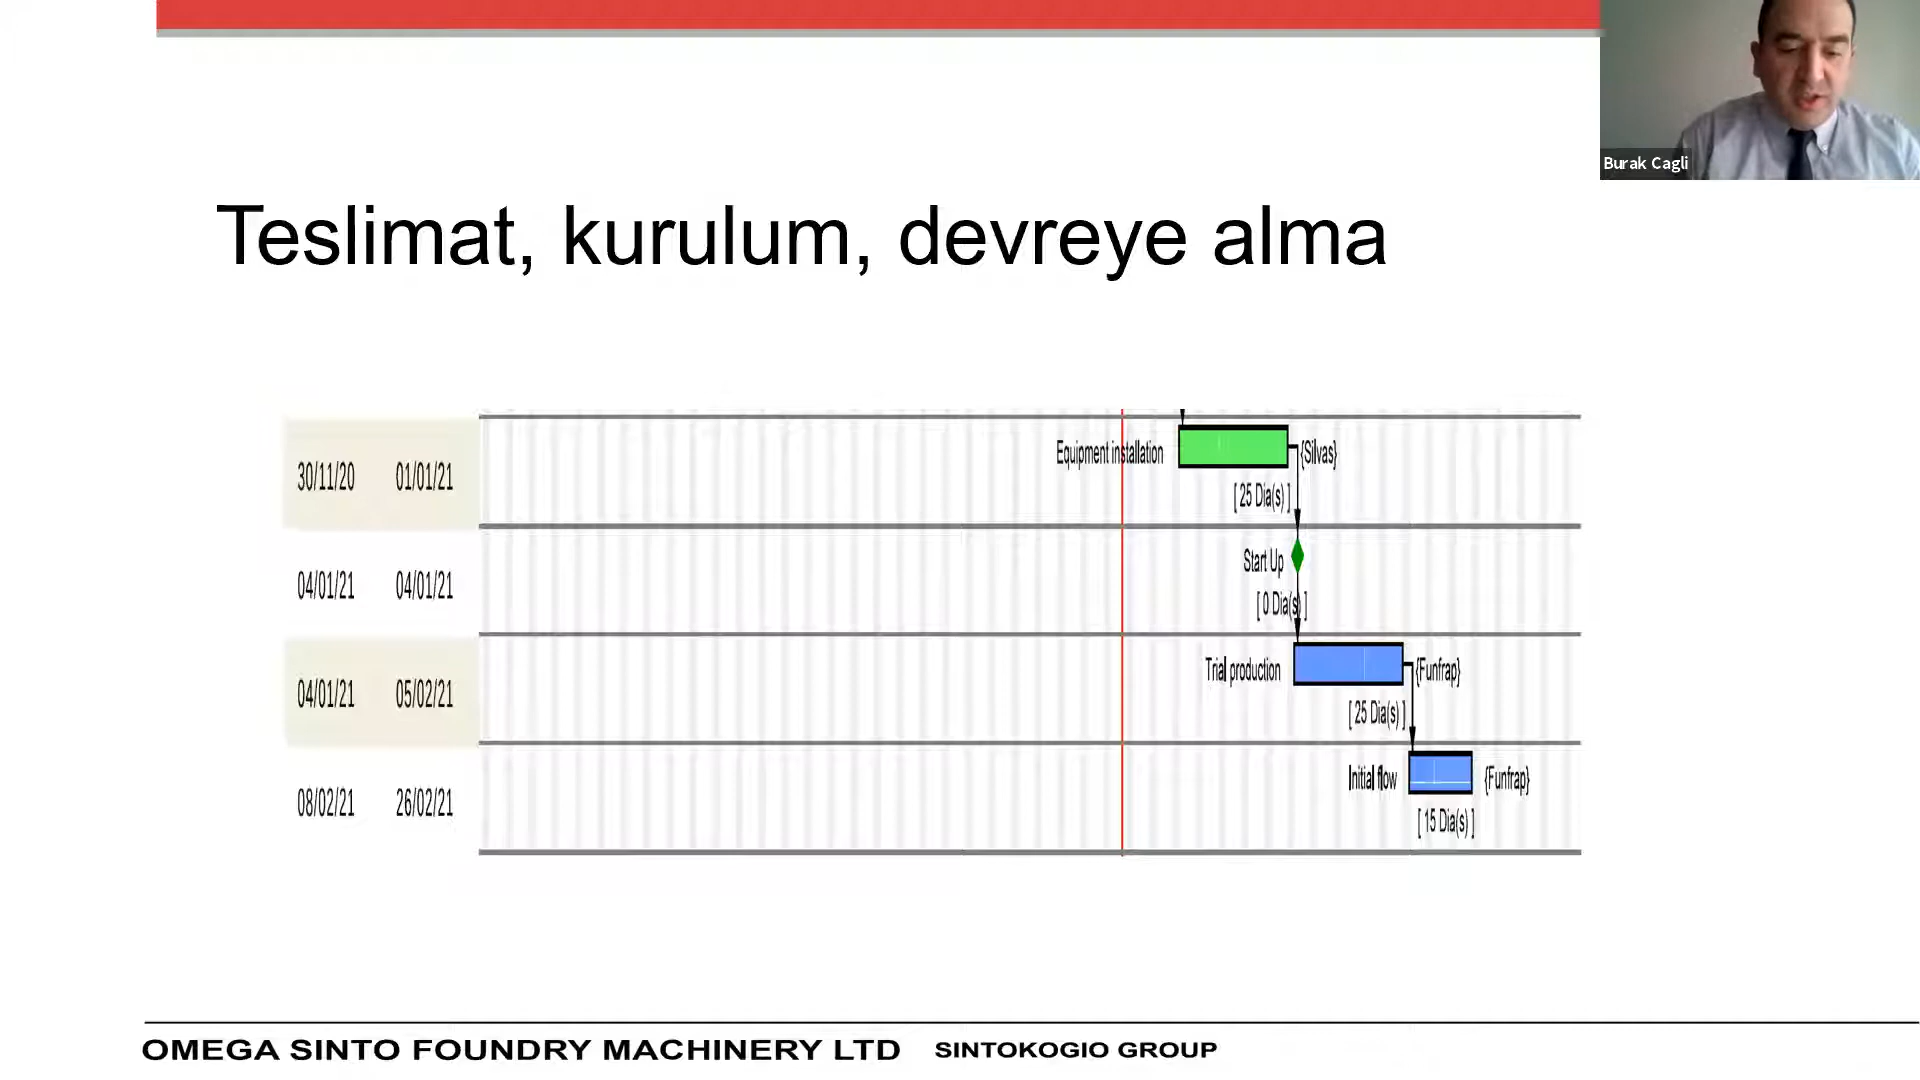 Burak Cagli
Teslimat, kurulum, devreye alma
30/11/20 01/01/21 Equipment installation {Silvas}
[ 25 Dia(s) ]
04/01/21 04/01/21 Start Up
[ 0 Dia(s) ]
04/01/21 05/02/21 Trial production {Funfrap}
[ 25 Dia(s) ]
08/02/21 26/02/21 Initial flow {Funfrap}
[ 15 Dia(s) ]
OMEGA SINTO FOUNDRY MACHINERY LTD SINTOKOGIO GROUP